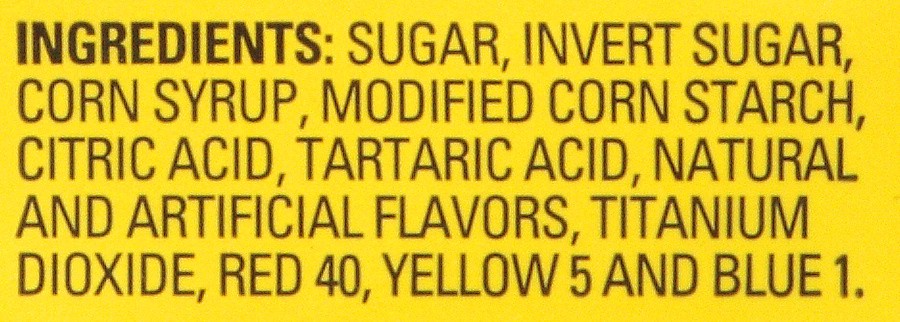 INGREDIENTS: SUGAR, INVERT SUGAR,
CORN SYRUP, MODIFIED CORN STARCH,
CITRIC ACID, TARTARIC ACID, NATURAL
AND ARTIFICIAL FLAVORS, TITANIUM
DIOXIDE, RED 40, YELLOW 5 AND BLUE 1.